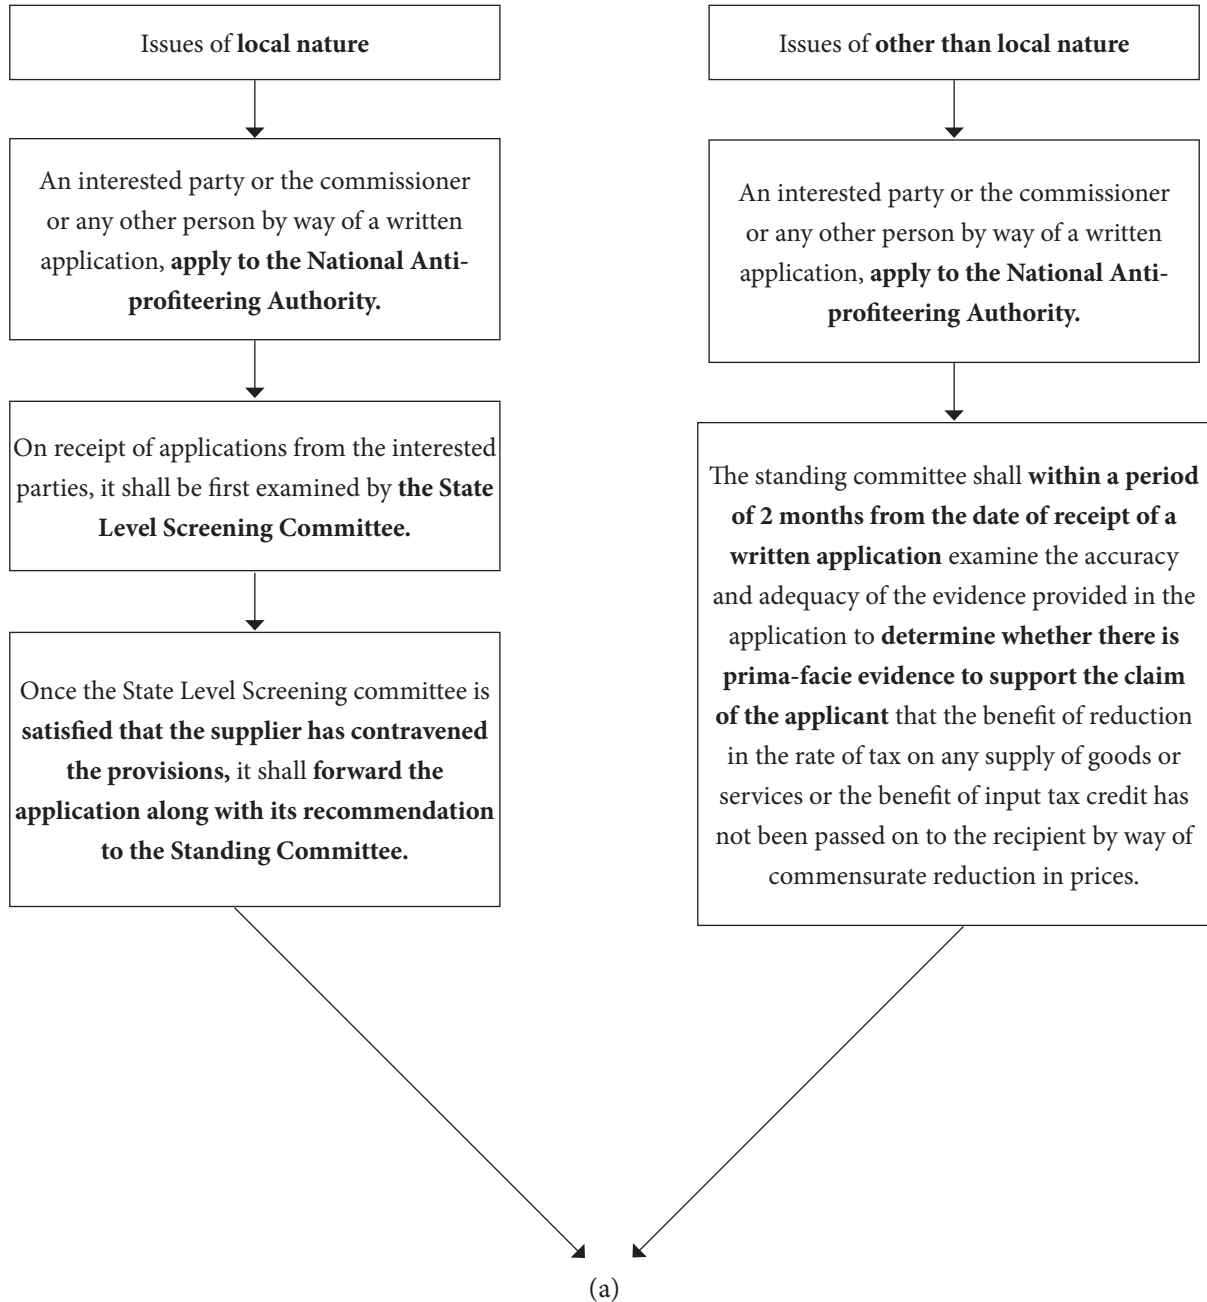 Issues of local nature
An interested party or the commissioner
or any other person by way of a written
application, apply to the National Anti-
profiteering Authority.
On receipt of applications from the interested
parties, it shall be first examined by the State
Level Screening Committee.
Once the State Level Screening committee is
satisfied that the supplier has contravened
the provisions, it shall forward the
application along with its recommendation
to the Standing Committee.
Issues of other than local nature
An interested party or the commissioner
or any other person by way of a written
application, apply to the National Anti-
profiteering Authority.
The standing committee shall within a period
of 2 months from the date of receipt of a
written application examine the accuracy
and adequacy of the evidence provided in the
application to determine whether there is
prima-facie evidence to support the claim
of the applicant that the benefit of reduction
in the rate of tax on any supply of goods or
services or the benefit of input tax credit has
not been passed on to the recipient by way of
commensurate reduction in prices.
(a)